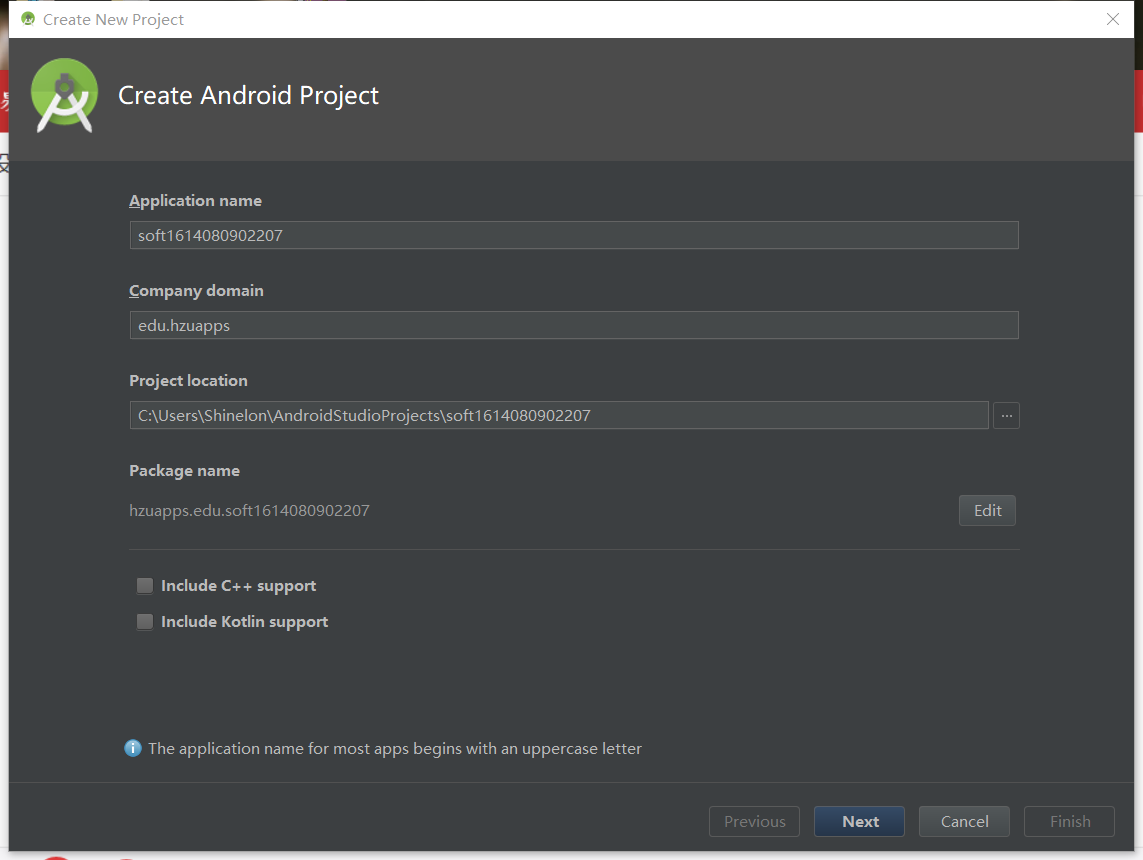 Create New Project
Create Android Project
Application name
soft1614080902207
Company domain
edu.hzuapps
Project location
C:\Users\Shinelon\AndroidStudioProjects\soft1614080902207
...
Package name
hzuapps.edu.soft1614080902207
Edit
Include C++ support
Include Kotlin support
The application name for most apps begins with an uppercase letter
Previous
Next
Cancel
Finish